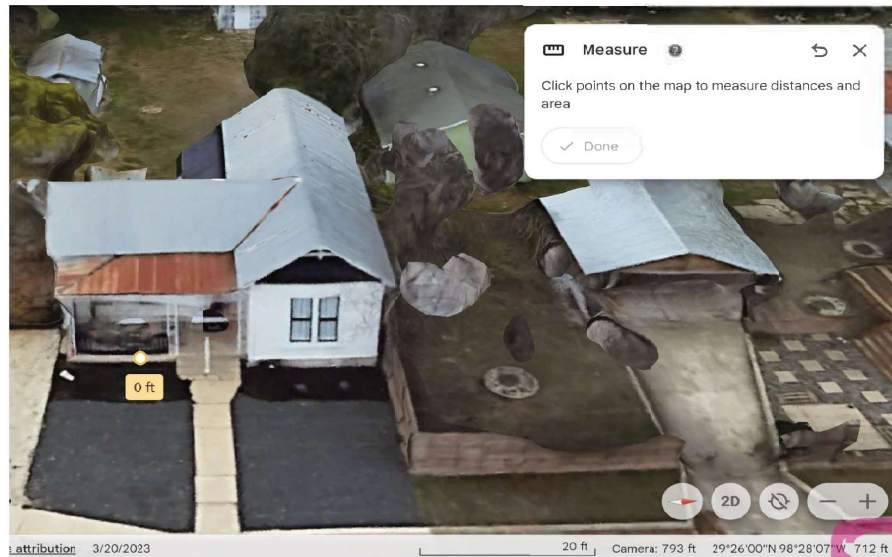 Measure
Click points on the map to measure distances and
area
Done
0 ft
2D
attribution 3/20/2023 20 ft Camera: 793 ft 29°26'00"N 98°28'07"W 712 ft